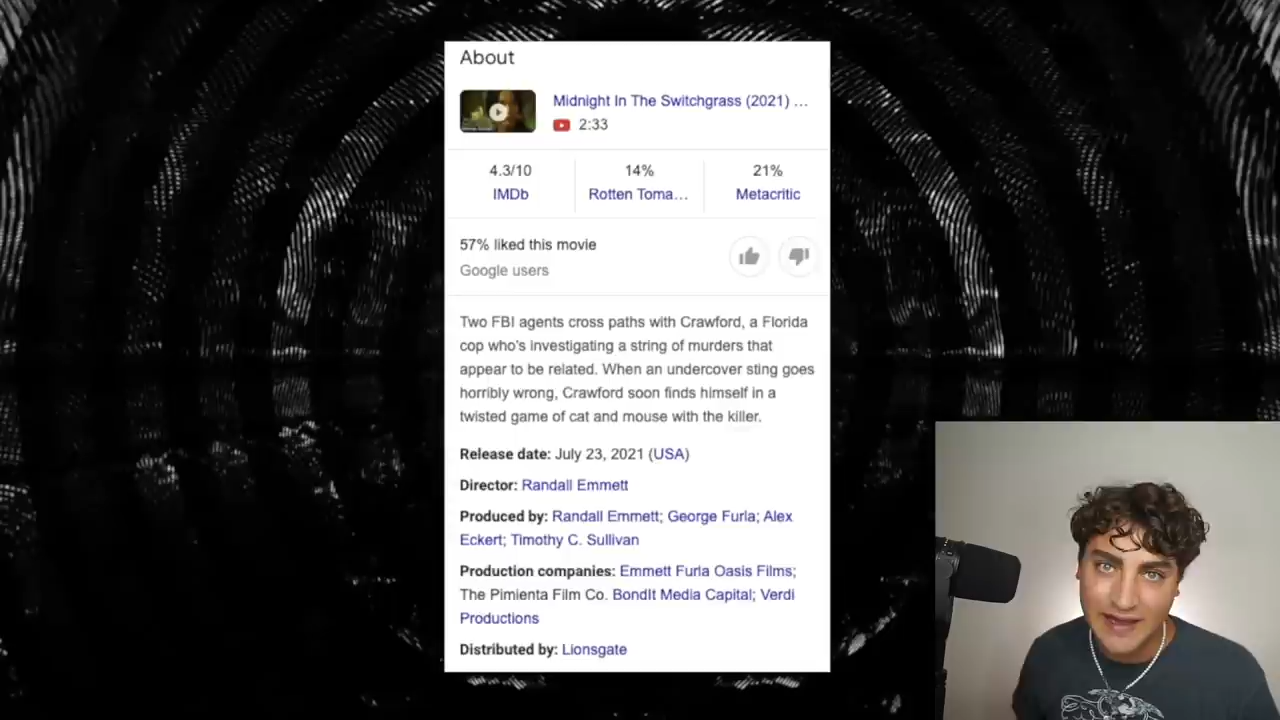 About
Midnight In The Switchgrass (2021) ...
2:33
4.3/10
IMDb
14%
Rotten Toma...
21%
Metacritic
57% liked this movie
Google users
Two FBI agents cross paths with Crawford, a Florida
cop who's investigating a string of murders that
appear to be related. When an undercover sting goes
horribly wrong, Crawford soon finds himself in a
twisted game of cat and mouse with the killer.
Release date: July 23, 2021 (USA)
Director: Randall Emmett
Produced by: Randall Emmett; George Furla; Alex
Eckert; Timothy C. Sullivan
Production companies: Emmett Furla Oasis Films;
The Pimienta Film Co. BondIt Media Capital; Verdi
Productions
Distributed by: Lionsgate